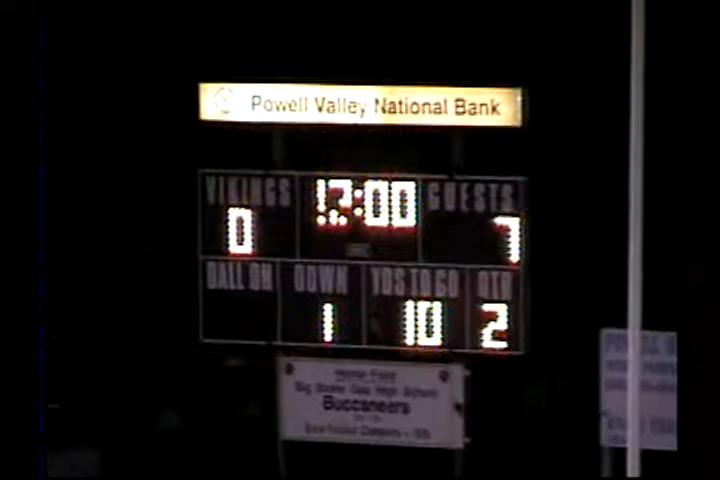 Powell Valley National Bank
VIKINGS 12:00 GUESTS
0 7
BALL ON DOWN YDS TO GO QTR
1 10 2
Home Field
Big Stone Gap High School
Buccaneers